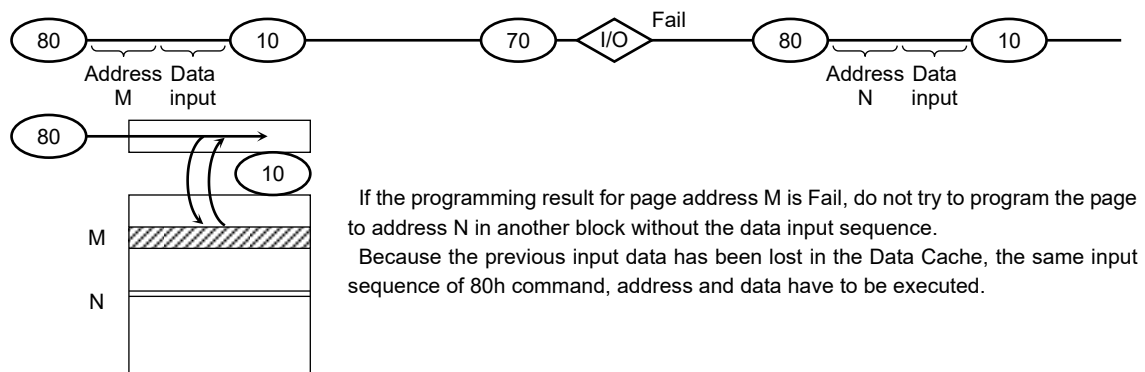 80 10 70 I/O Fail 80 10
Address Data Address Data
M input N input
80
10
If the programming result for page address M is Fail, do not try to program the page
to address N in another block without the data input sequence.
Because the previous input data has been lost in the Data Cache, the same input
sequence of 80h command, address and data have to be executed.
M
N